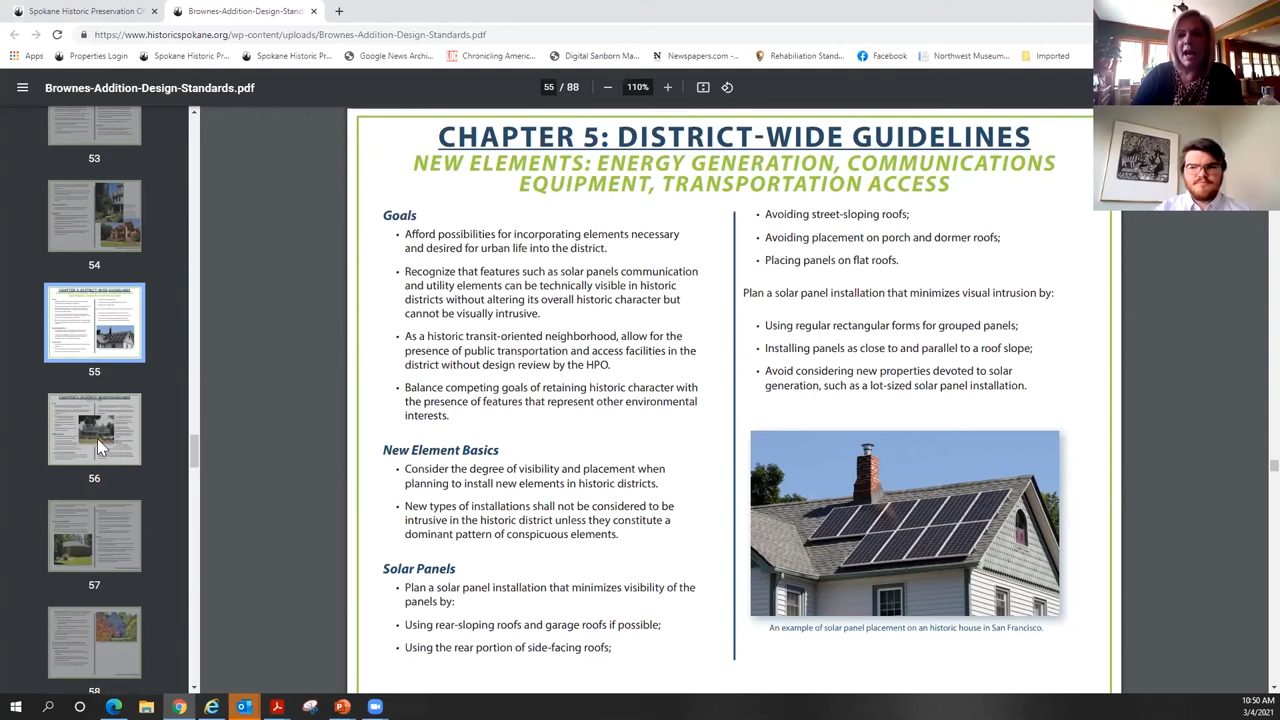 Spokane Historic Preservation Of
Brownes-Addition-Design-Stand
https://www.historicspokane.org/wp-content/uploads/Brownes-Addition-Design-Standards.pdf
Apps
Properties Login
Spokane Historic Pr...
Spokane Historic Pr...
Google News Archi...
Chronicling Americ...
Digital Sanborn Ma...
Newspapers.com -...
Rehabiliation Stand...
Facebook
Northwest Museum...
Imported
Brownes-Addition-Design-Standards.pdf
55 / 88
110%
53
54
55
56
57
58
CHAPTER 5: DISTRICT-WIDE GUIDELINES
NEW ELEMENTS: ENERGY GENERATION, COMMUNICATIONS
EQUIPMENT, TRANSPORTATION ACCESS
Goals
• Afford possibilities for incorporating elements necessary
and desired for urban life into the district.
• Recognize that features such as solar panels communication
and utility elements can be technically visible in historic
districts without altering its overall historic character but
cannot be visually intrusive.
• As a historic transit-oriented neighborhood, allow for the
presence of public transportation and access facilities in the
district without design review by the HPO.
• Balance competing goals of retaining historic character with
the presence of features that represent other environmental
interests.
New Element Basics
• Consider the degree of visibility and placement when
planning to install new elements in historic districts.
• New types of installations shall not be considered to be
intrusive in the historic district unless they constitute a
dominant pattern of conspicuous elements.
Solar Panels
• Plan a solar panel installation that minimizes visibility of the
panels by:
• Using rear-sloping roofs and garage roofs if possible;
• Using the rear portion of side-facing roofs;
• Avoiding street-sloping roofs;
• Avoiding placement on porch and dormer roofs;
• Placing panels on flat roofs.
Plan a solar panel installation that minimizes visual intrusion by:
• Using regular rectangular forms for grouped panels;
• Installing panels as close to and parallel to a roof slope;
• Avoid considering new properties devoted to solar
generation, such as a lot-sized solar panel installation.
An example of solar panel placement on an historic house in San Francisco.
10:50 AM
3/4/2021